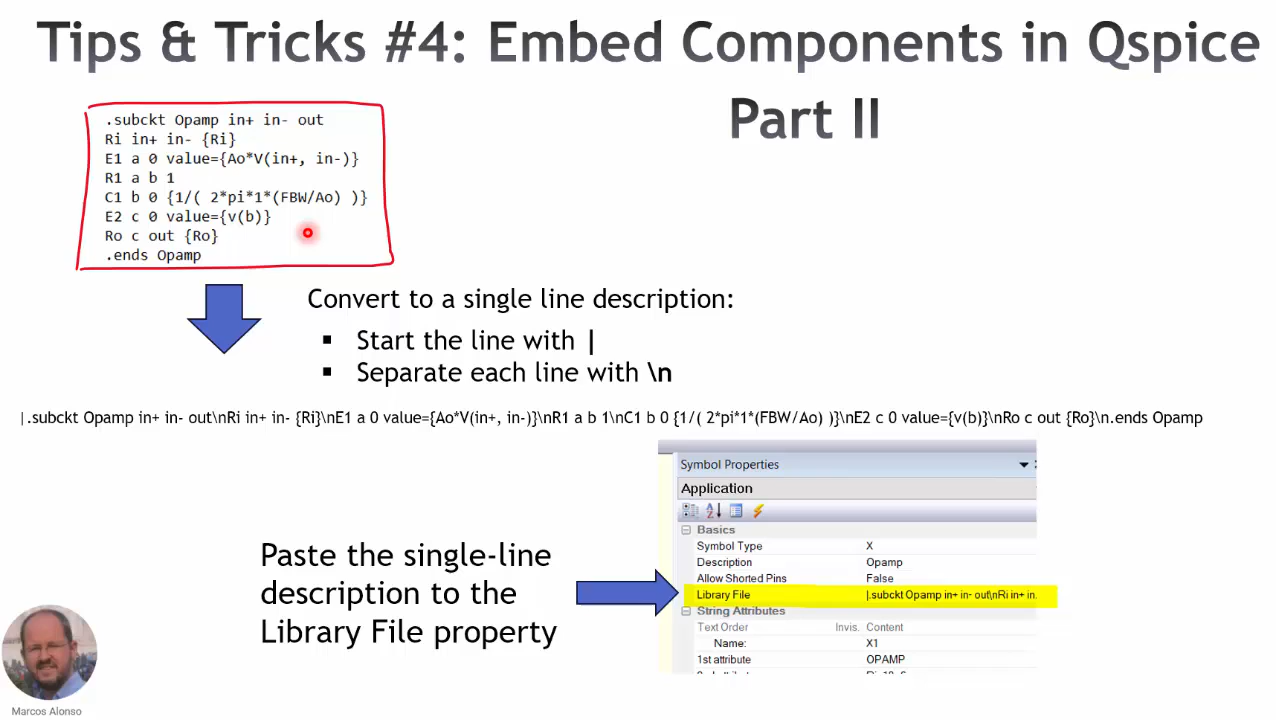 Tips & Tricks #4: Embed Components in Qspice
Part II
.subckt Opamp in+ in- out
Ri in+ in- {Ri}
E1 a 0 value={Ao*V(in+, in-)}
R1 a b 1
C1 b 0 {1/( 2*pi*1*(FBW/Ao) )}
E2 c 0 value={v(b)}
Ro c out {Ro}
.ends Opamp
Convert to a single line description:
▪ Start the line with |
▪ Separate each line with \n
|.subckt Opamp in+ in- out\nRi in+ in- {Ri}\nE1 a 0 value={Ao*V(in+, in-)}\nR1 a b 1\nC1 b 0 {1/( 2*pi*1*(FBW/Ao) )}\nE2 c 0 value={v(b)}\nRo c out {Ro}\n.ends Opamp
Paste the single-line
description to the
Library File property
Symbol Properties
Application
Basics
Symbol Type X
Description Opamp
Allow Shorted Pins False
Library File |.subckt Opamp in+ in- out\nRi in+ in.
String Attributes
Text Order Invis. Content
Name: X1
1st attribute OPAMP
Marcos Alonso